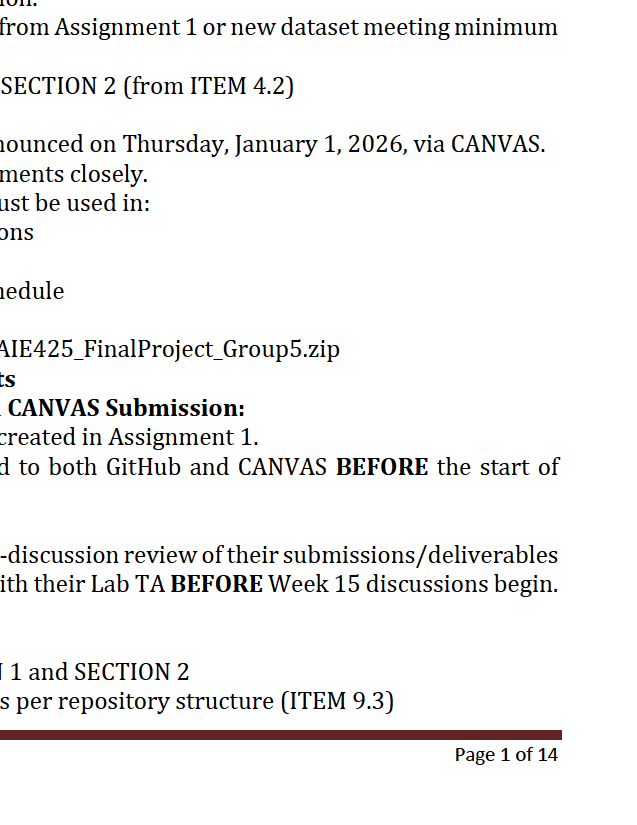 from Assignment 1 or new dataset meeting minimum
SECTION 2 (from ITEM 4.2)
nounced on Thursday, January 1, 2026, via CANVAS.
ments closely.
ust be used in:
ons
hedule
AIE425_FinalProject_Group5.zip
ts
CANVAS Submission:
created in Assignment 1.
d to both GitHub and CANVAS BEFORE the start of
-discussion review of their submissions/deliverables
ith their Lab TA BEFORE Week 15 discussions begin.
1 and SECTION 2
s per repository structure (ITEM 9.3)
Page 1 of 14